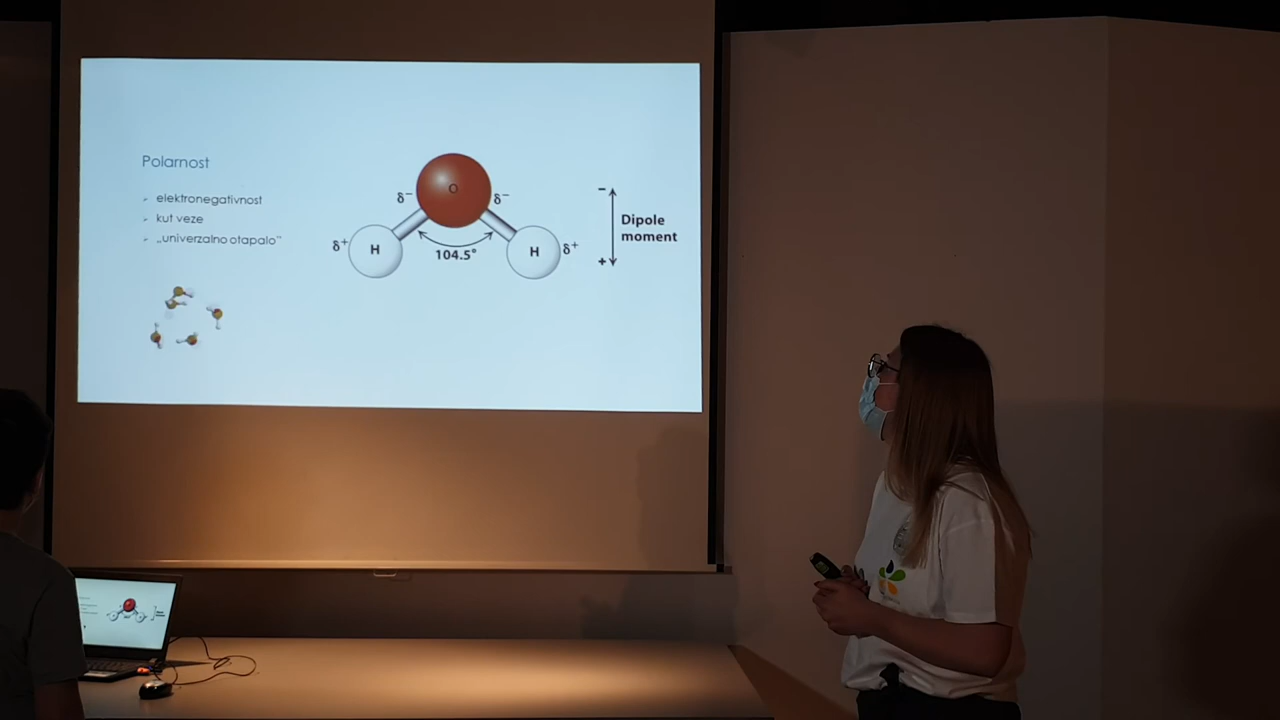 Polarnost
elektronegativnost
kut veze
„univerzalno otapalo“
δ⁻ O δ⁻
δ⁺ H H δ⁺
104.5°
−
Dipole
moment
+